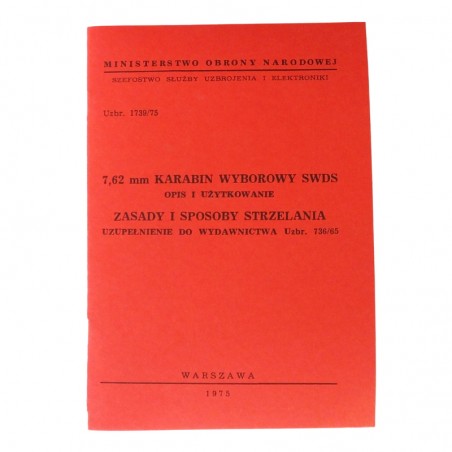 MINISTERSTWO OBRONY NARODOWEJ
SZEFOSTWO SŁUŻBY UZBROJENIA I ELEKTRONIKI
Uzbr. 1739/75
7,62 mm KARABIN WYBOROWY SWDS
OPIS I UŻYTKOWANIE
ZASADY I SPOSOBY STRZELANIA
UZUPEŁNIENIE DO WYDAWNICTWA Uzbr. 736/65
WARSZAWA
1975